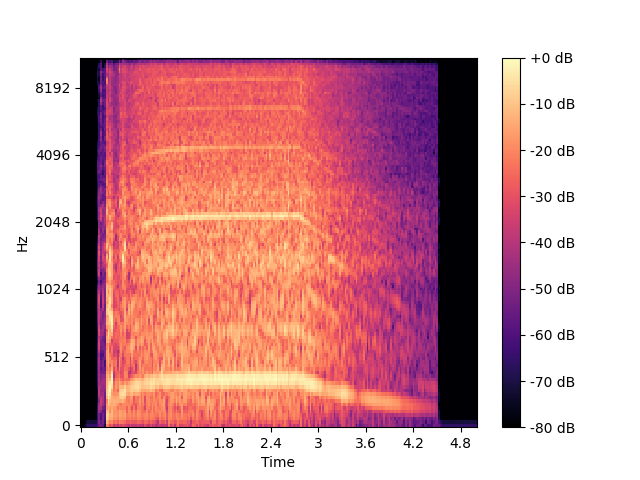 +0 dB
8192
-10 dB
4096
-20 dB
-30 dB
2048
Hz
-40 dB
1024
-50 dB
512
-60 dB
-70 dB
0
-80 dB
0 0.6 1.2 1.8 2.4 3 3.6 4.2 4.8
Time